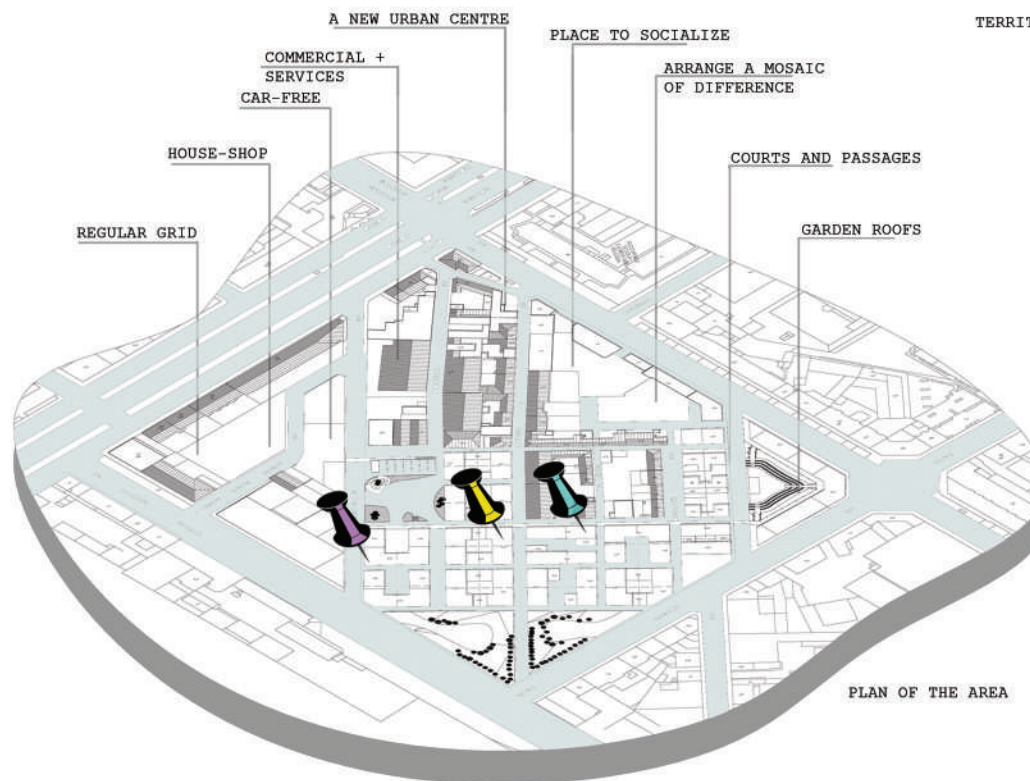 A NEW URBAN CENTRE
TERRIT
PLACE TO SOCIALIZE
COMMERCIAL +
SERVICES
ARRANGE A MOSAIC
OF DIFFERENCE
CAR-FREE
HOUSE-SHOP
COURTS AND PASSAGES
REGULAR GRID
GARDEN ROOFS
PLAN OF THE AREA